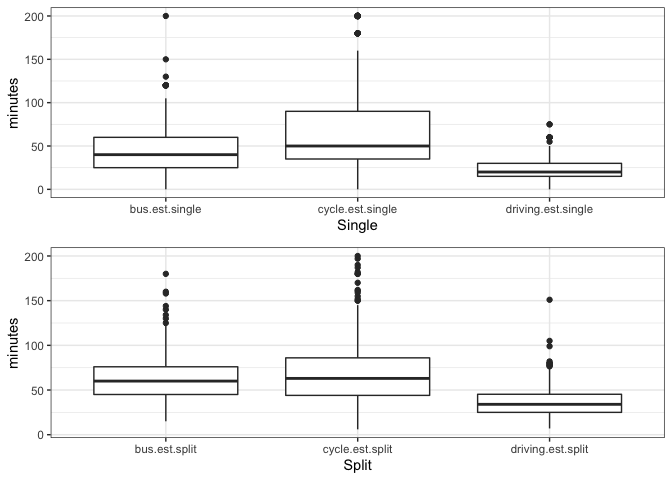 200
150
100
50
0
minutes
bus.est.single cycle.est.single driving.est.single
Single
200
150
100
50
0
minutes
bus.est.split cycle.est.split driving.est.split
Split